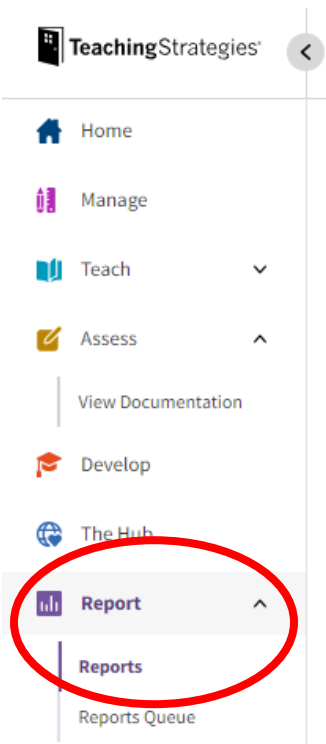 TeachingStrategies®
Home
Manage
Teach
Assess
View Documentation
Develop
The Hub
Report
Reports
Reports Queue